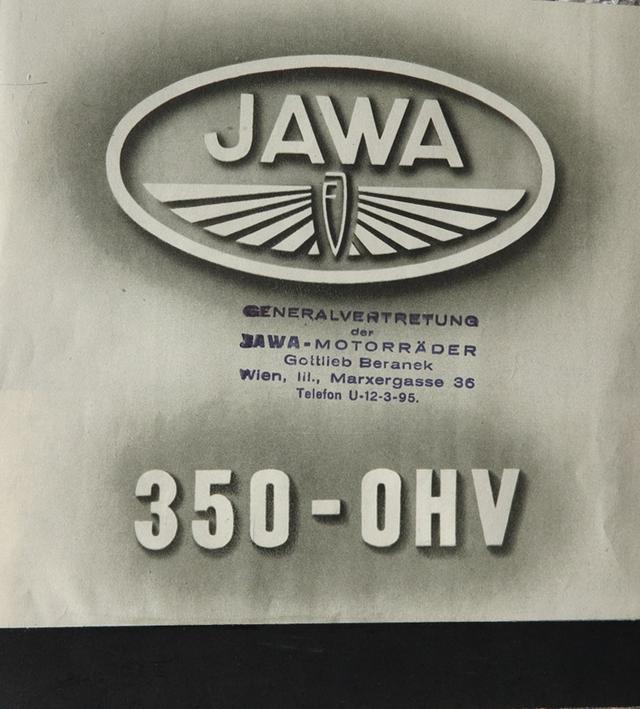 JAWA
GENERALVERTRETUNG
der
JAWA-MOTORRÄDER
Gottlieb Beranek
Wien, III., Marxergasse 36
Telefon U-12-3-95.
350-OHV